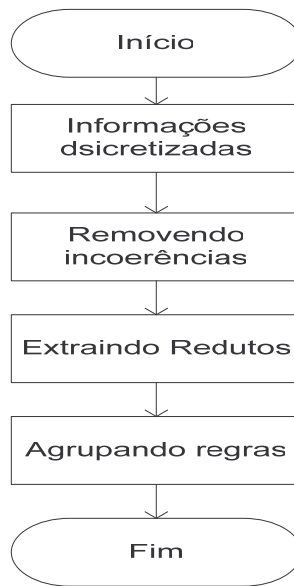 Início
Informações
dsicretizadas
Removendo
incoerências
Extraindo Redutos
Agrupando regras
Fim